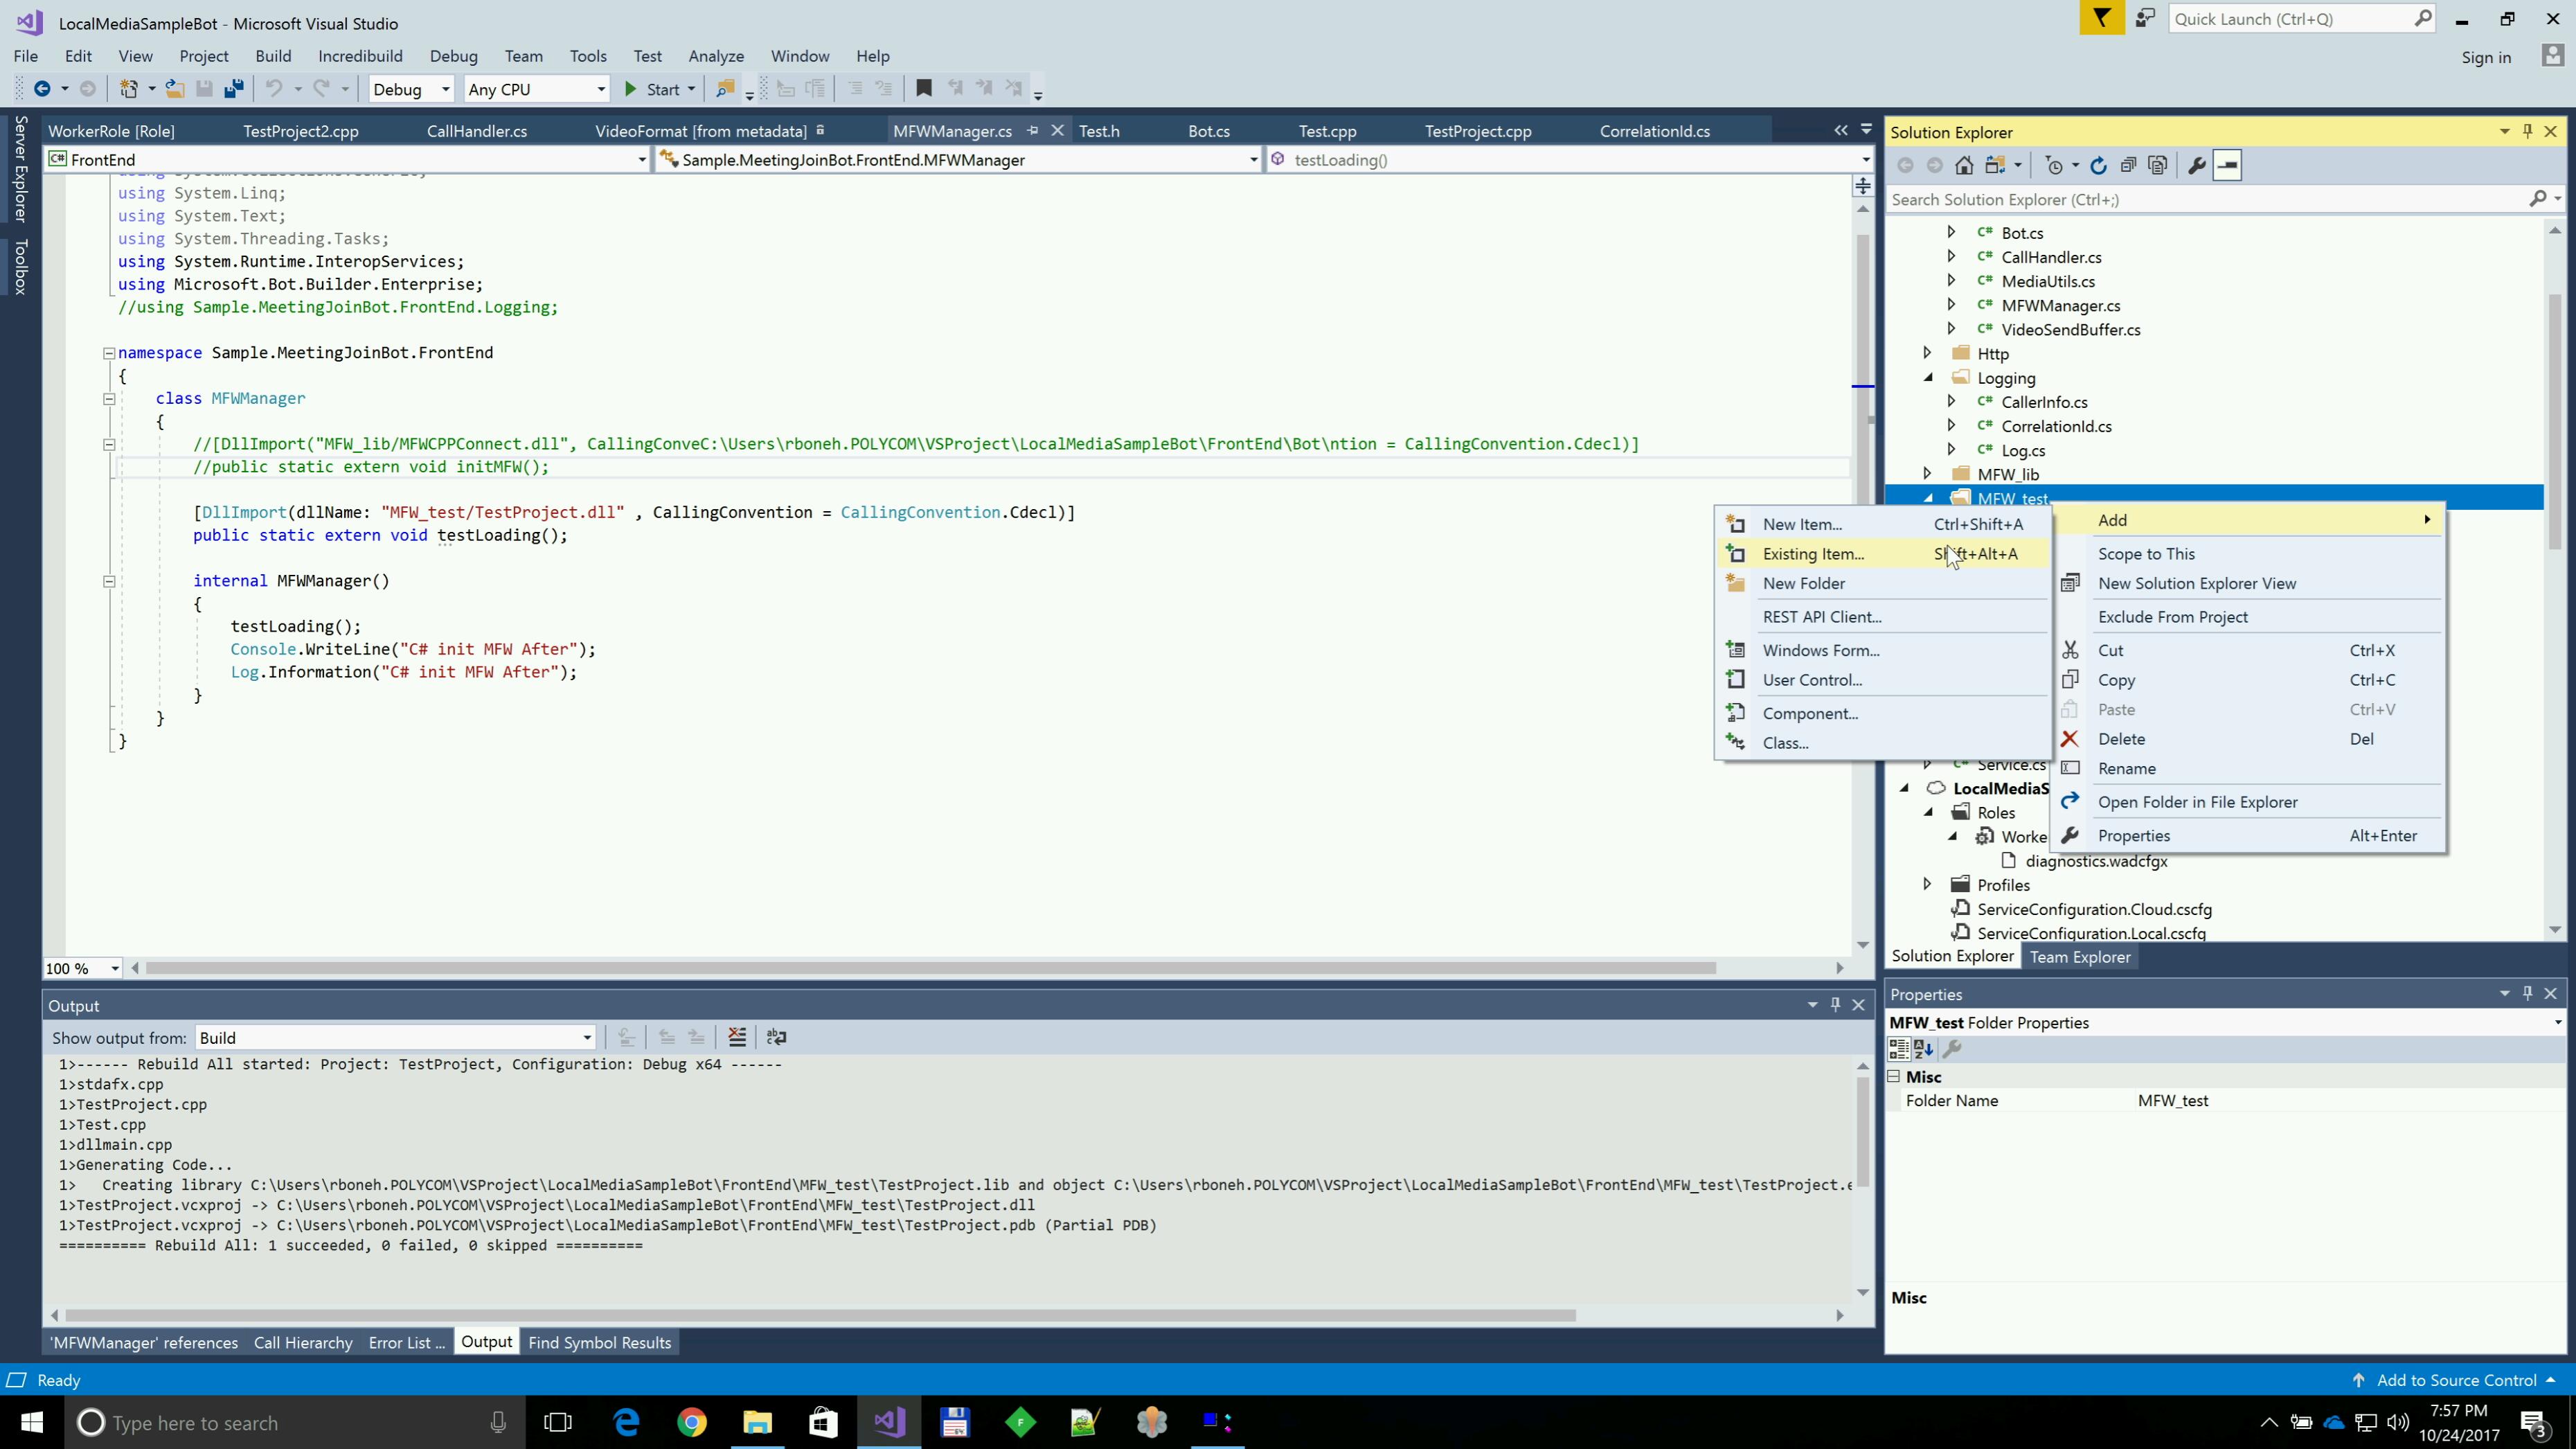 LocalMediaSampleBot - Microsoft Visual Studio
Quick Launch (Ctrl+Q)
File Edit View Project Build Incredibuild Debug Team Tools Test Analyze Window Help
Sign in
Debug Any CPU Start
Server Explorer
Toolbox
WorkerRole [Role] TestProject2.cpp CallHandler.cs VideoFormat [from metadata] MFWManager.cs Test.h Bot.cs Test.cpp TestProject.cpp CorrelationId.cs
C# FrontEnd Sample.MeetingJoinBot.FrontEnd.MFWManager testLoading()
using System.Linq;
using System.Text;
using System.Threading.Tasks;
using System.Runtime.InteropServices;
using Microsoft.Bot.Builder.Enterprise;
//using Sample.MeetingJoinBot.FrontEnd.Logging;
namespace Sample.MeetingJoinBot.FrontEnd
{
class MFWManager
{
//[DllImport("MFW_lib/MFWCPPConnect.dll", CallingConveC:\Users\rboneh.POLYCOM\VSProject\LocalMediaSampleBot\FrontEnd\Bot\ntion = CallingConvention.Cdecl)]
//public static extern void initMFW();
[DllImport(dllName: "MFW_test/TestProject.dll" , CallingConvention = CallingConvention.Cdecl)]
public static extern void testLoading();
internal MFWManager()
{
testLoading();
Console.WriteLine("C# init MFW After");
Log.Information("C# init MFW After");
}
}
}
100 %
Solution Explorer
Search Solution Explorer (Ctrl+;)
C# Bot.cs
C# CallHandler.cs
C# MediaUtils.cs
C# MFWManager.cs
C# VideoSendBuffer.cs
Http
Logging
C# CallerInfo.cs
C# CorrelationId.cs
C# Log.cs
MFW_lib
MFW_test
New Item... Ctrl+Shift+A
Existing Item... Shift+Alt+A
New Folder
REST API Client...
Windows Form...
User Control...
Component...
Class...
Add
Scope to This
New Solution Explorer View
Exclude From Project
Cut Ctrl+X
Copy Ctrl+C
Paste Ctrl+V
Delete Del
Rename
Open Folder in File Explorer
Properties Alt+Enter
C# Service.cs
LocalMediaS
Roles
Worke
diagnostics.wadcfgx
Profiles
ServiceConfiguration.Cloud.cscfg
ServiceConfiguration.Local.cscfg
Solution Explorer Team Explorer
Output
Show output from: Build
1>------ Rebuild All started: Project: TestProject, Configuration: Debug x64 ------
1>stdafx.cpp
1>TestProject.cpp
1>Test.cpp
1>dllmain.cpp
1>Generating Code...
1> Creating library C:\Users\rboneh.POLYCOM\VSProject\LocalMediaSampleBot\FrontEnd\MFW_test\TestProject.lib and object C:\Users\rboneh.POLYCOM\VSProject\LocalMediaSampleBot\FrontEnd\MFW_test\TestProject.e
1>TestProject.vcxproj -> C:\Users\rboneh.POLYCOM\VSProject\LocalMediaSampleBot\FrontEnd\MFW_test\TestProject.dll
1>TestProject.vcxproj -> C:\Users\rboneh.POLYCOM\VSProject\LocalMediaSampleBot\FrontEnd\MFW_test\TestProject.pdb (Partial PDB)
========== Rebuild All: 1 succeeded, 0 failed, 0 skipped ==========
'MFWManager' references Call Hierarchy Error List ... Output Find Symbol Results
Properties
MFW_test Folder Properties
Misc
Folder Name MFW_test
Misc
Ready
Add to Source Control
Type here to search
7:57 PM
10/24/2017
3